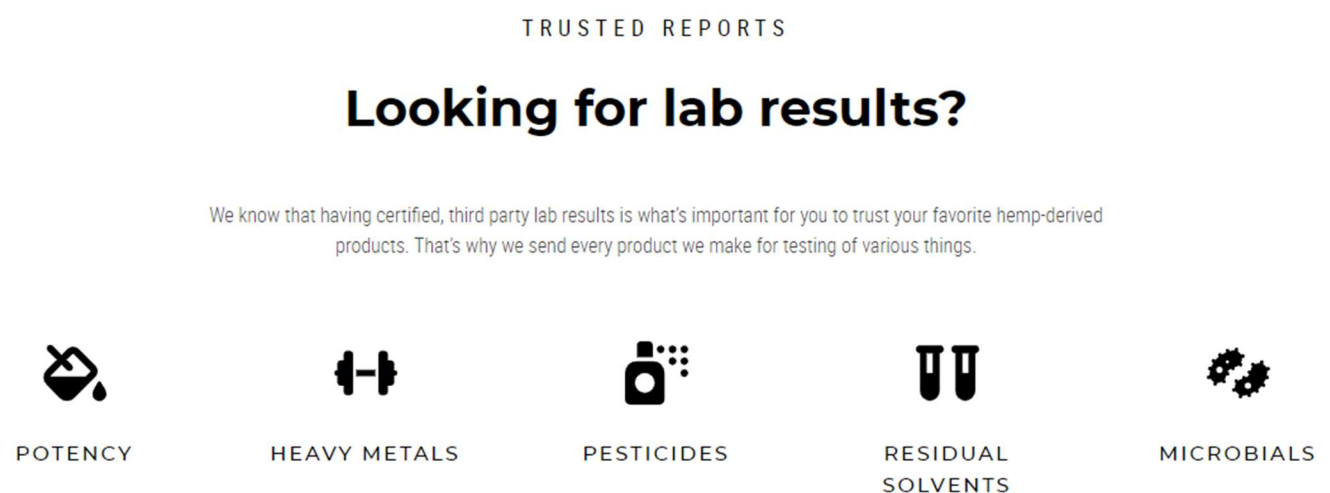 TRUSTED REPORTS
Looking for lab results?
We know that having certified, third party lab results is what's important for you to trust your favorite hemp-derived
products. That's why we send every product we make for testing of various things.
POTENCY
HEAVY METALS
PESTICIDES
RESIDUAL
SOLVENTS
MICROBIALS